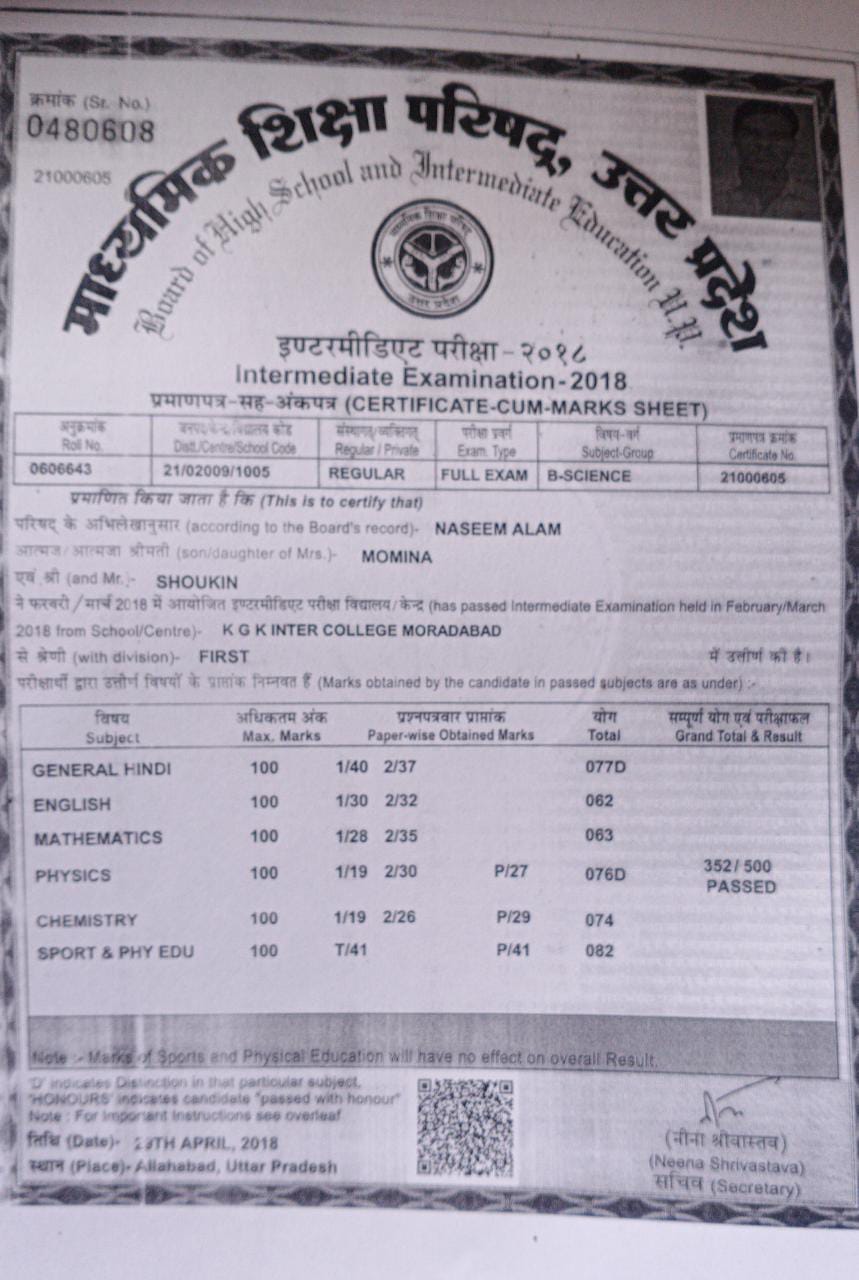 क्रमांक (Sr. No.)
0480608
21000605
माध्यमिक शिक्षा परिषद्, उत्तर प्रदेश
Board of High School and Intermediate Education U.P.
माध्यमिक शिक्षा परिषद्
उत्तर प्रदेश
इण्टरमीडिएट परीक्षा - २०१८
Intermediate Examination-2018
प्रमाणपत्र-सह-अंकपत्र (CERTIFICATE-CUM-MARKS SHEET)
अनुक्रमांक जनपद/केन्द्र/विद्यालय कोड संस्थागत/व्यक्तिगत परीक्षा प्रवर्ग विषय-वर्ग प्रमाणपत्र क्रमांक
Roll No. Distt./Centre/School Code Regular / Private Exam. Type Subject-Group Certificate No.
0606643 21/02009/1005 REGULAR FULL EXAM B-SCIENCE 21000605
प्रमाणित किया जाता है कि (This is to certify that)
परिषद् के अभिलेखानुसार (according to the Board's record)- NASEEM ALAM
आत्मज/आत्मजा श्रीमती (son/daughter of Mrs.)- MOMINA
एवं श्री (and Mr.)- SHOUKIN
ने फरवरी/मार्च 2018 में आयोजित इण्टरमीडिएट परीक्षा विद्यालय/केन्द्र (has passed Intermediate Examination held in February/March
2018 from School/Centre)- K G K INTER COLLEGE MORADABAD
से श्रेणी (with division)- FIRST में उत्तीर्ण की है।
परीक्षार्थी द्वारा उत्तीर्ण विषयों के प्राप्तांक निम्नवत हैं (Marks obtained by the candidate in passed subjects are as under) :-
विषय अधिकतम अंक प्रश्नपत्रवार प्राप्तांक योग सम्पूर्ण योग एवं परीक्षाफल
Subject Max. Marks Paper-wise Obtained Marks Total Grand Total & Result
GENERAL HINDI 100 1/40 2/37 077D
ENGLISH 100 1/30 2/32 062
MATHEMATICS 100 1/28 2/35 063
PHYSICS 100 1/19 2/30 P/27 076D 352/ 500
PASSED
CHEMISTRY 100 1/19 2/26 P/29 074
SPORT & PHY EDU 100 T/41 P/41 082
Note :- Marks of Sports and Physical Education will have no effect on overall Result.
'D' indicates Distinction in that particular subject.
'HONOURS' indicates candidate "passed with honour"
Note : For Important Instructions see overleaf
तिथि (Date)- APRIL, 2018
स्थान (Place)- Allahabad, Uttar Pradesh
(नीना श्रीवास्तव)
(Neena Shrivastava)
सचिव (Secretary)